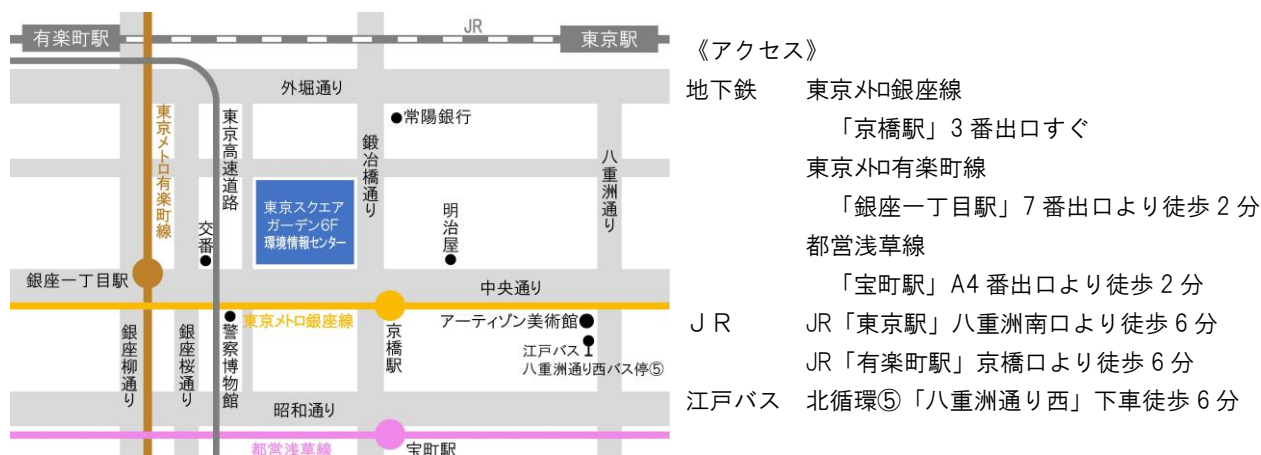 有楽町駅
JR
東京駅
外堀通り
常陽銀行
東京メトロ有楽町線
東京高速道路
鍛冶橋通り
八重洲通り
東京スクエア
ガーデン6F
環境情報センター
交番
明治屋
銀座一丁目駅
中央通り
東京メトロ銀座線
京橋駅
アーティゾン美術館
江戸バス
八重洲通り西バス停⑤
銀座柳通り
銀座桜通り
警察博物館
昭和通り
都営浅草線
宝町駅
《アクセス》
地下鉄 東京メトロ銀座線
「京橋駅」3番出口すぐ
東京メトロ有楽町線
「銀座一丁目駅」7番出口より徒歩2分
都営浅草線
「宝町駅」A4番出口より徒歩2分
JR JR「東京駅」八重洲南口より徒歩6分
JR「有楽町駅」京橋口より徒歩6分
江戸バス 北循環⑤「八重洲通り西」下車徒歩6分